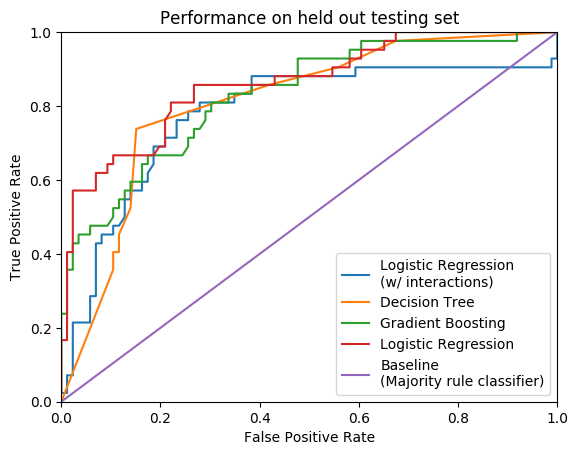 Performance on held out testing set
1.0
0.8
0.6
0.4
0.2
0.0
True Positive Rate
Logistic Regression
(w/ interactions)
Decision Tree
Gradient Boosting
Logistic Regression
Baseline
(Majority rule classifier)
0.0 0.2 0.4 0.6 0.8 1.0
False Positive Rate